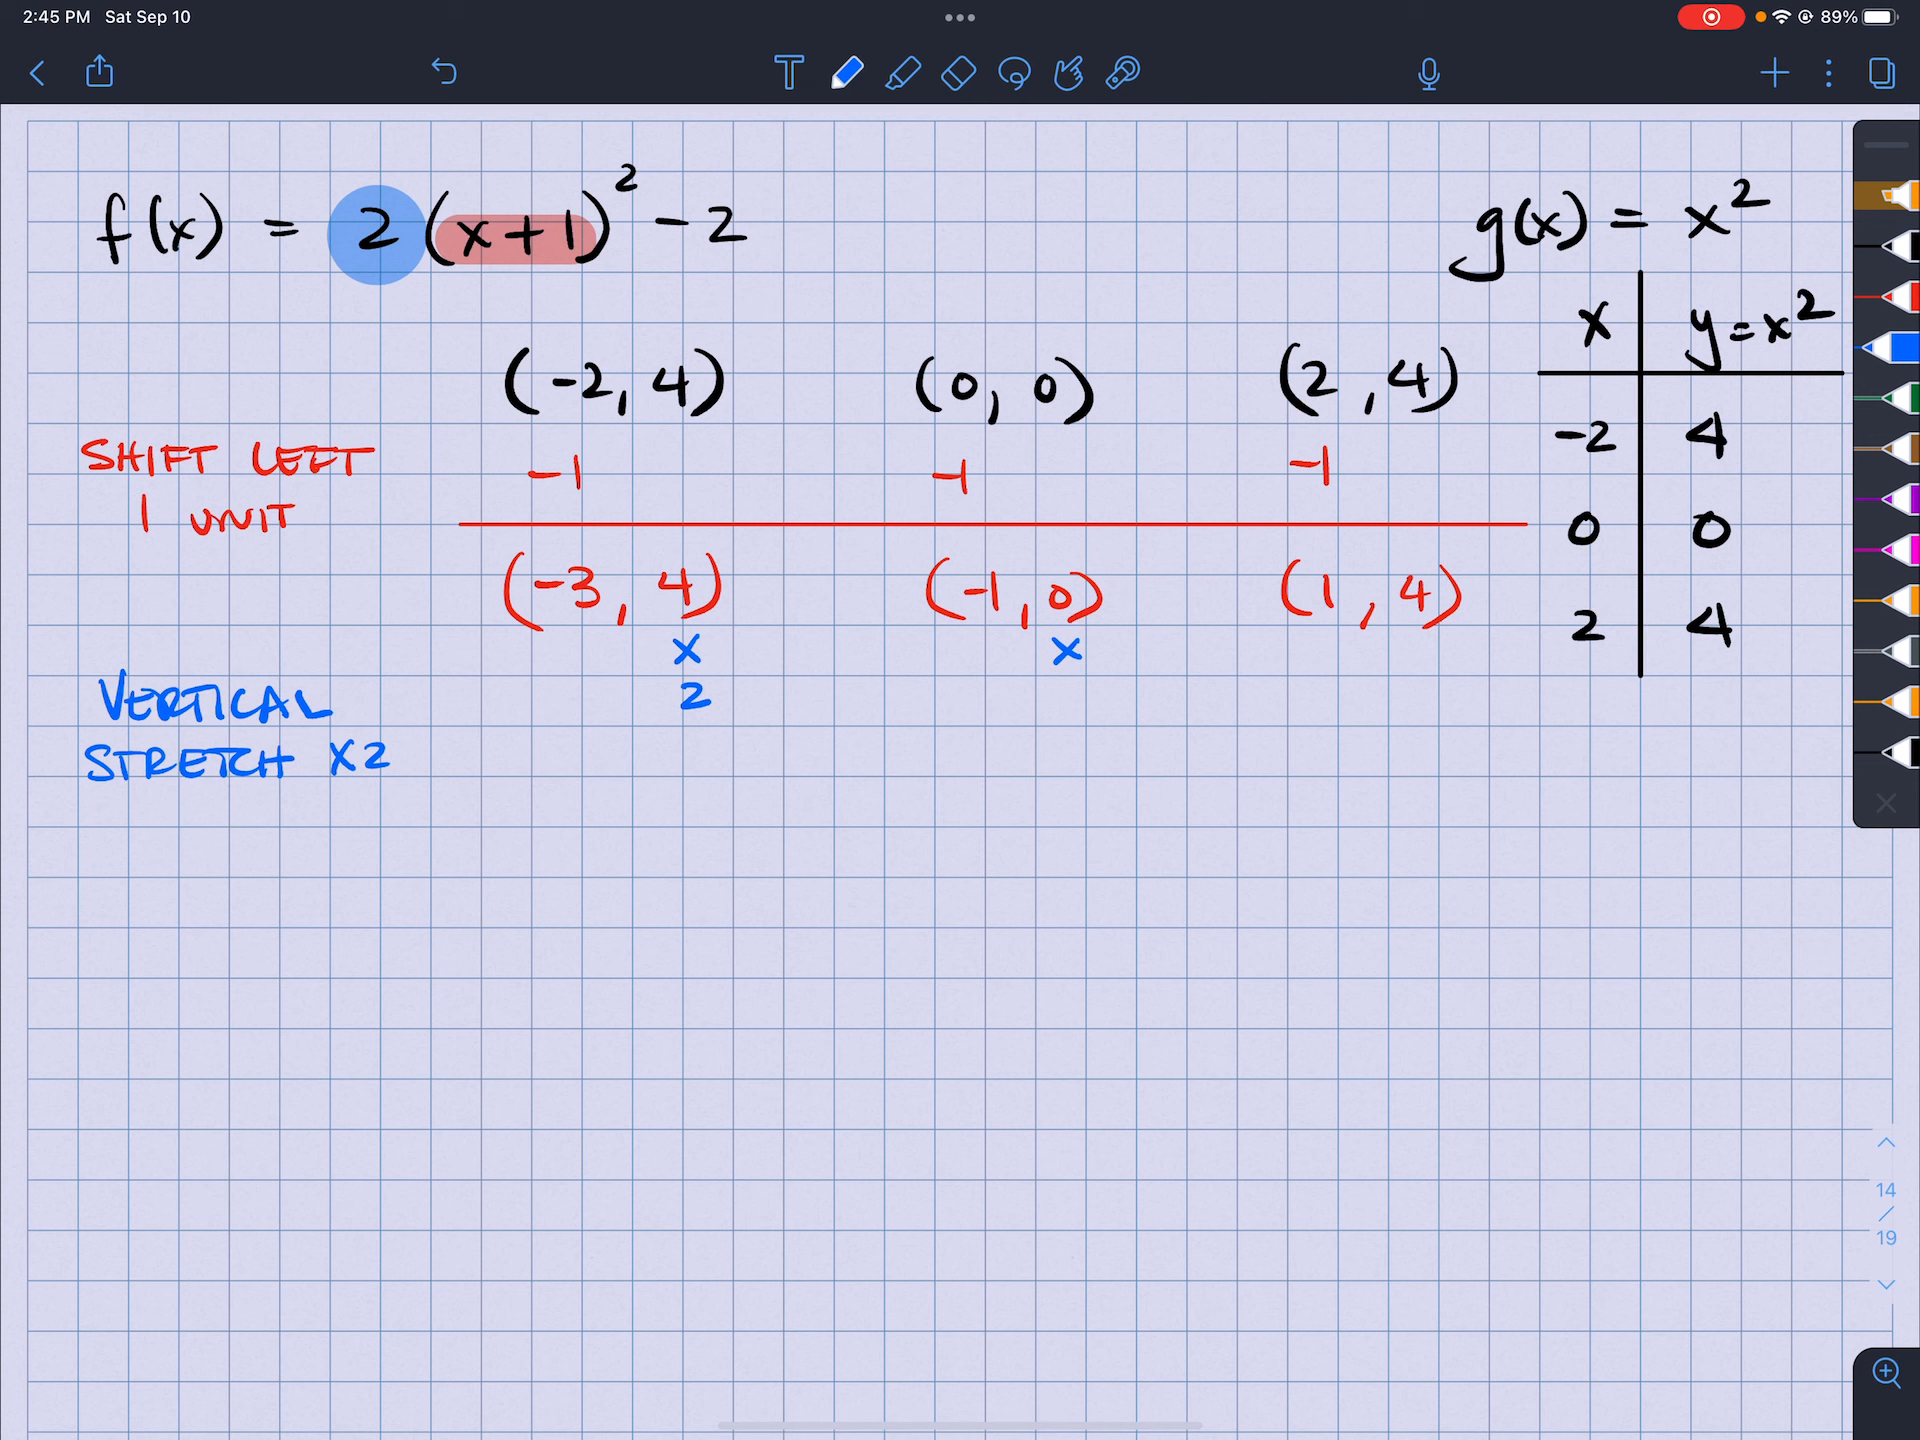 2:45 PM Sat Sep 10
89%
f(x) = 2(x+1)² - 2
g(x) = x²
x | y = x²
(-2, 4) (0, 0) (2, 4)
-2 | 4
SHIFT LEFT -1 -1 -1
1 UNIT
0 | 0
(-3, 4) (-1, 0) (1, 4)
2 | 4
x x
2
VERTICAL
STRETCH X2
14
/
19